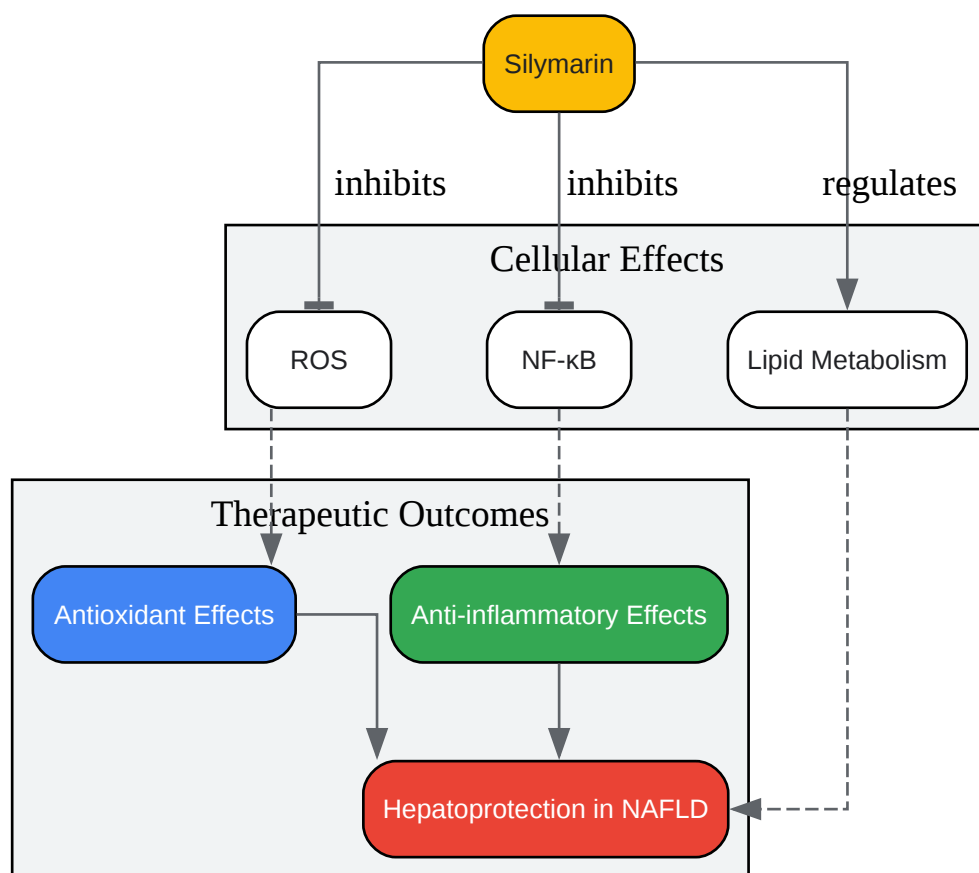 Silymarin
inhibits
inhibits
regulates
Cellular Effects
ROS
NF-κB
Lipid Metabolism
Therapeutic Outcomes
Antioxidant Effects
Anti-inflammatory Effects
Hepatoprotection in NAFLD